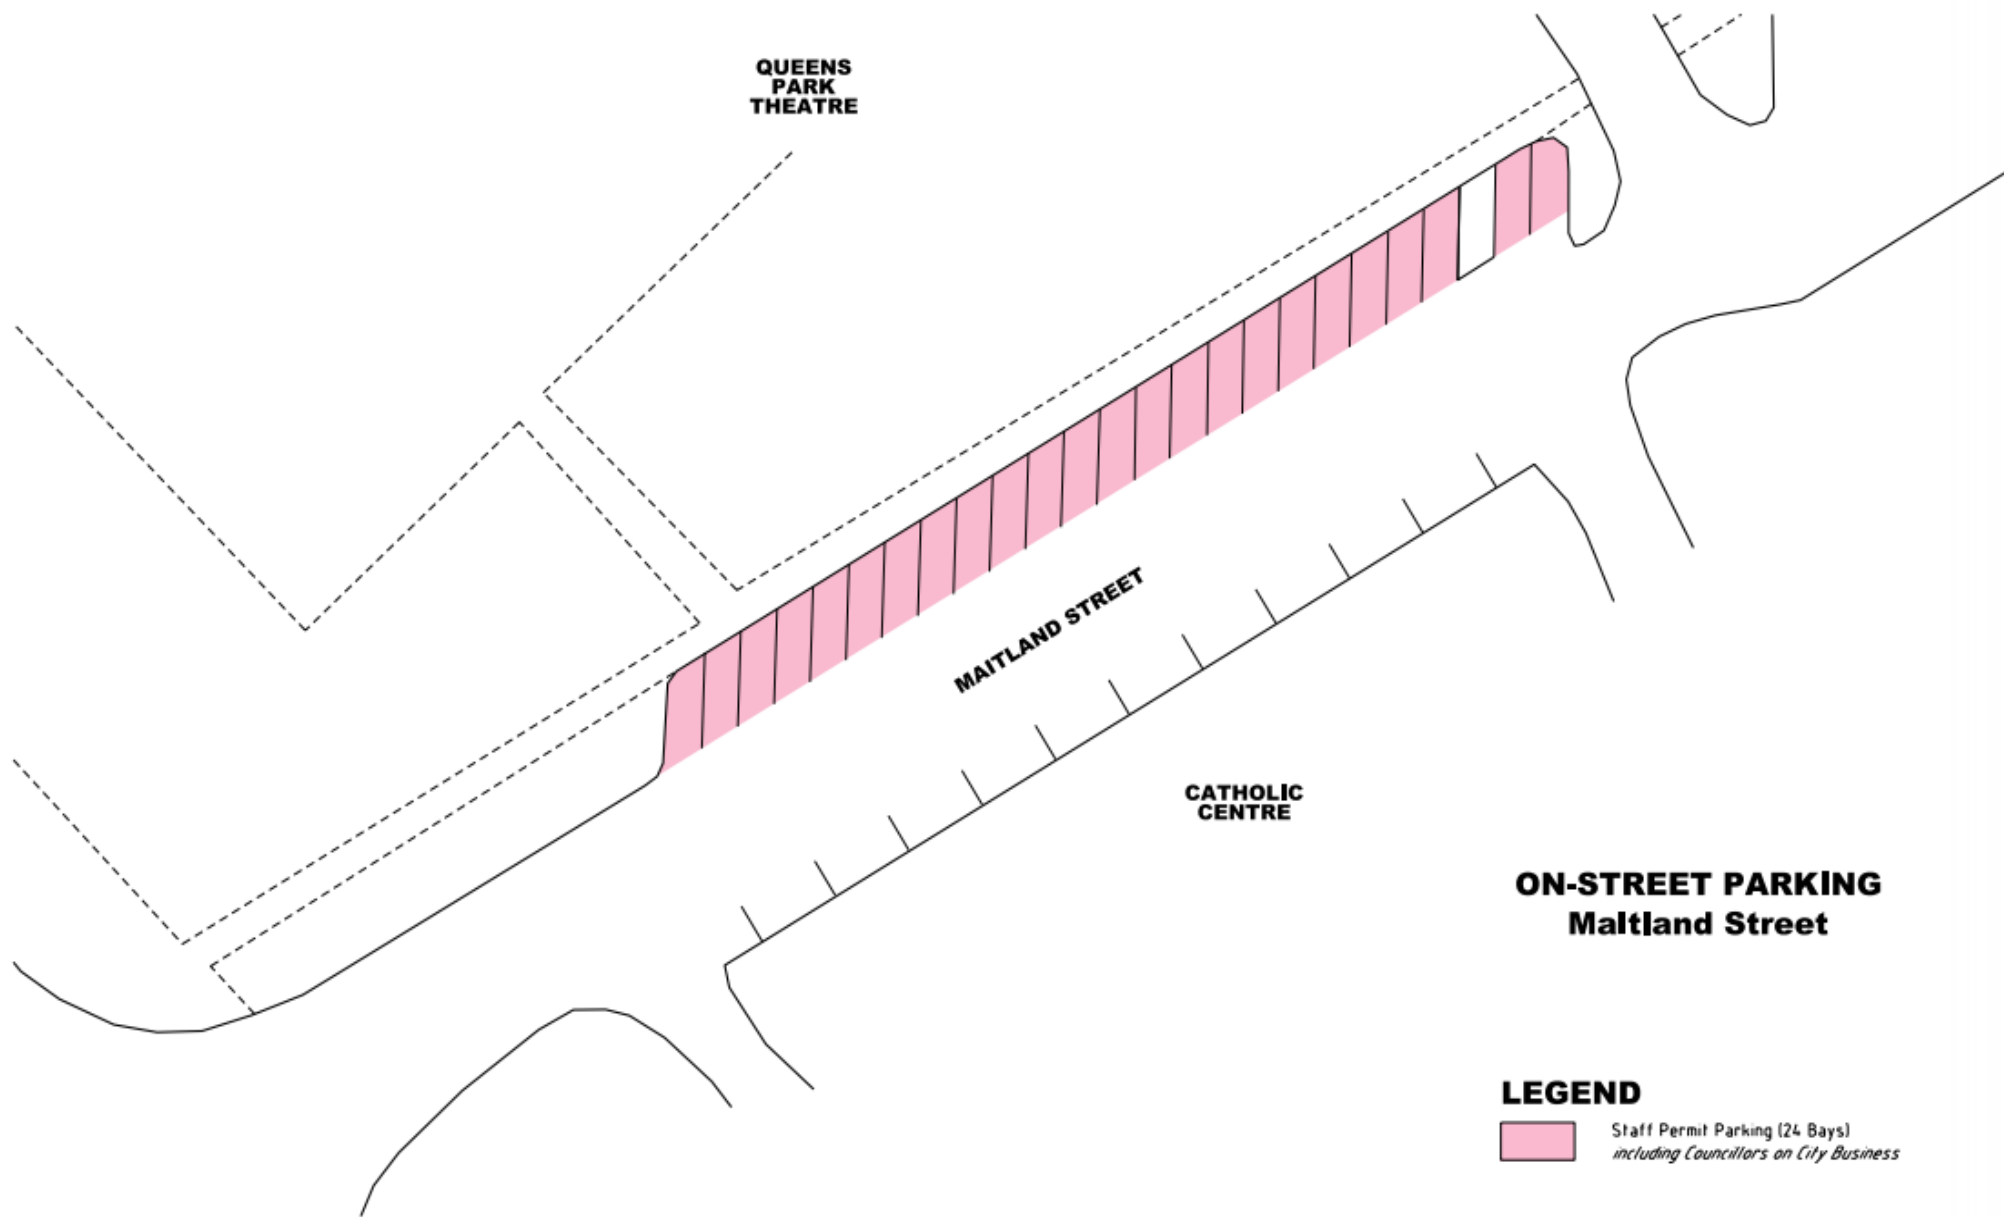 QUEENS
PARK
THEATRE
MAITLAND STREET
CATHOLIC
CENTRE
ON-STREET PARKING
Maitland Street
LEGEND
Staff Permit Parking (24 Bays)
including Councillors on City Business